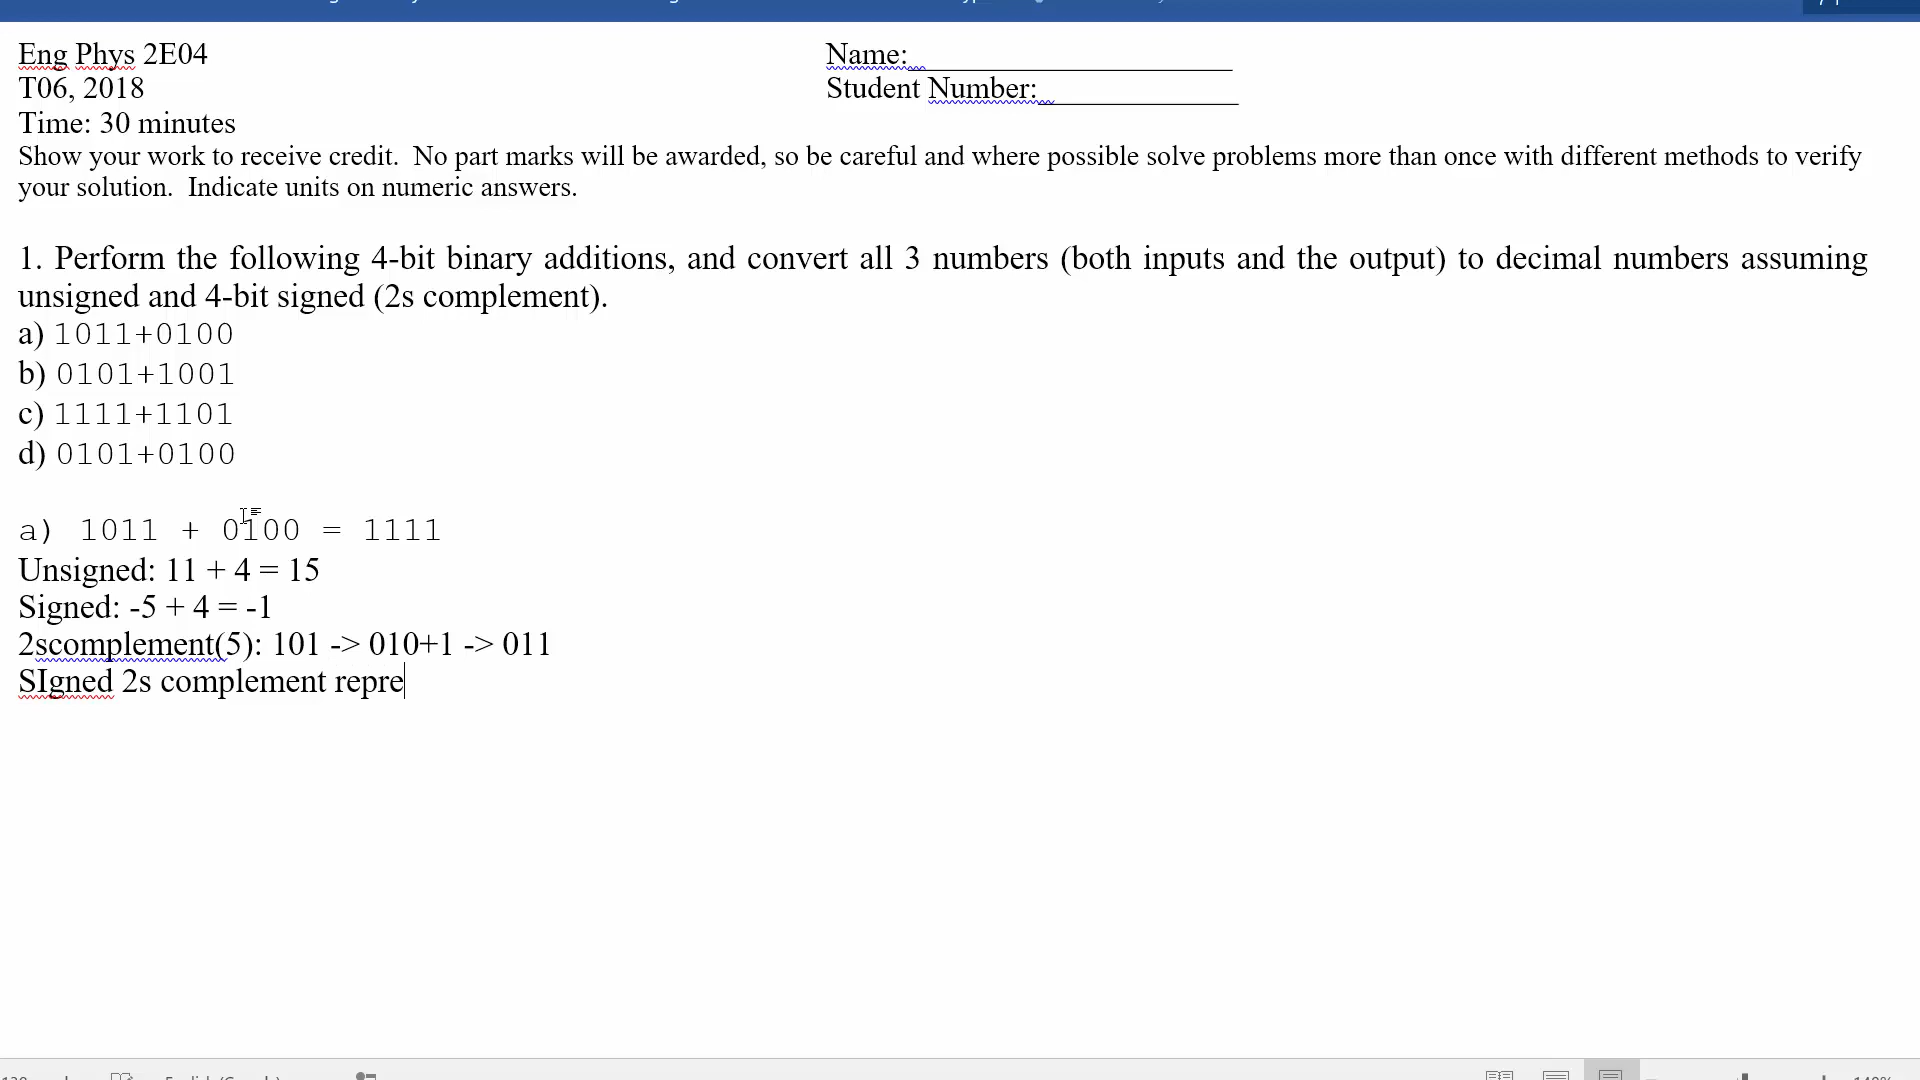 Eng Phys 2E04
Name:____________________
T06, 2018
Student Number:_____________
Time: 30 minutes
Show your work to receive credit.  No part marks will be awarded, so be careful and where possible solve problems more than once with different methods to verify
your solution.  Indicate units on numeric answers.
1. Perform the following 4-bit binary additions, and convert all 3 numbers (both inputs and the output) to decimal numbers assuming
unsigned and 4-bit signed (2s complement).
a) 1011+0100
b) 0101+1001
c) 1111+1101
d) 0101+0100
a) 1011 + 0100 = 1111
Unsigned: 11 + 4 = 15
Signed: -5 + 4 = -1
2scomplement(5): 101 -> 010+1 -> 011
SIgned 2s complement repre